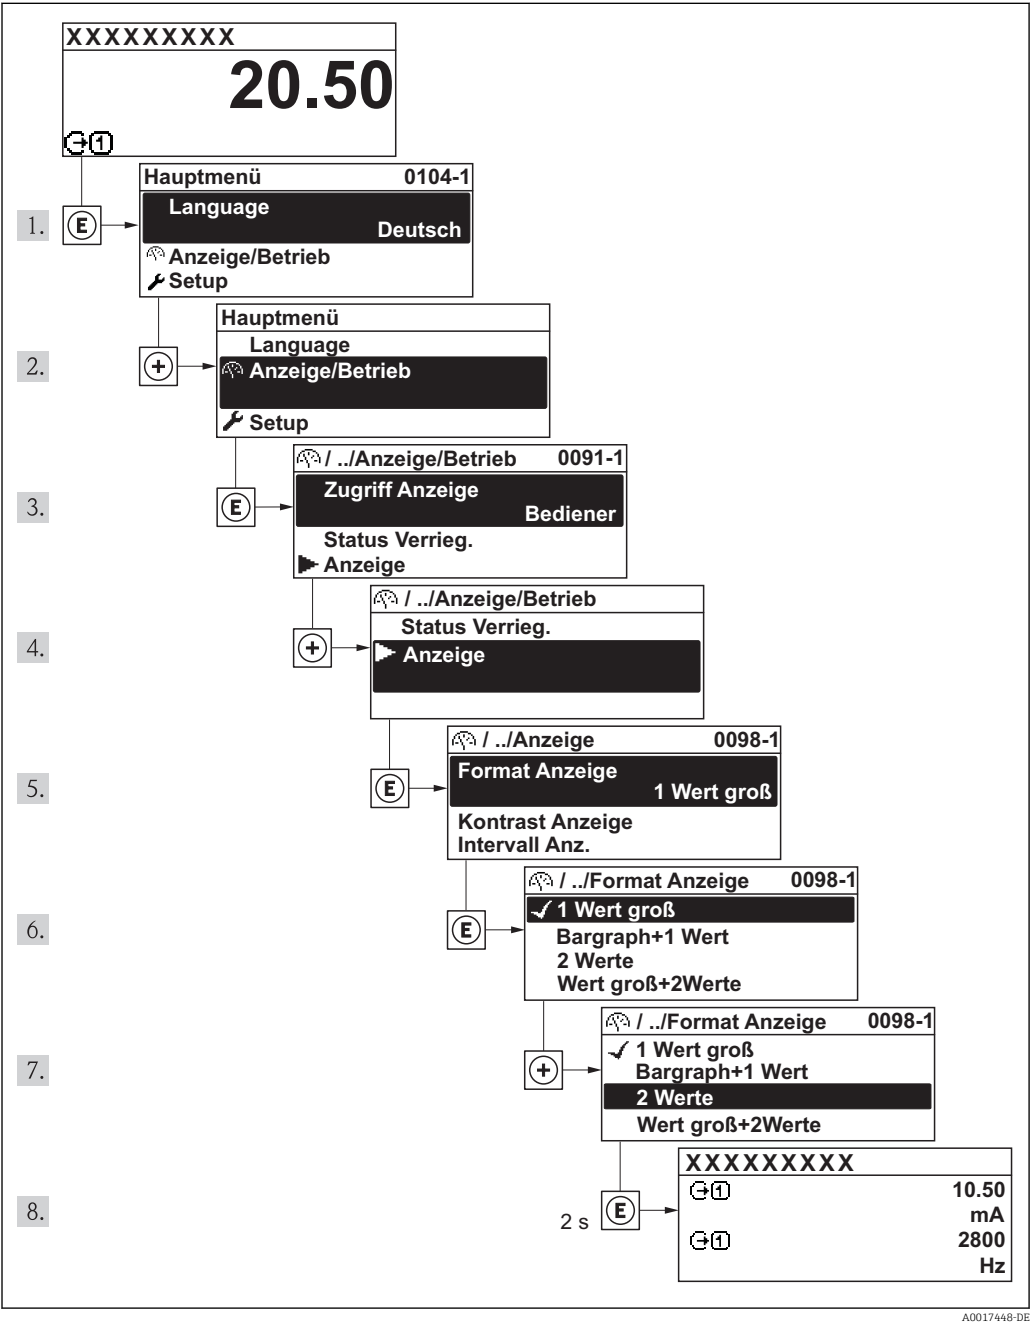 XXXXXXXXX
20.50
1
Hauptmenü 0104-1
Language
Deutsch
Anzeige/Betrieb
Setup
1. E
Hauptmenü
Language
Anzeige/Betrieb
Setup
2. +
/ ../Anzeige/Betrieb 0091-1
Zugriff Anzeige
Bediener
Status Verrieg.
Anzeige
3. E
/ ../Anzeige/Betrieb
Status Verrieg.
Anzeige
4. +
/ ../Anzeige 0098-1
Format Anzeige
1 Wert groß
Kontrast Anzeige
Intervall Anz.
5. E
/ ../Format Anzeige 0098-1
1 Wert groß
Bargraph+1 Wert
2 Werte
Wert groß+2Werte
6. E
/ ../Format Anzeige 0098-1
1 Wert groß
Bargraph+1 Wert
2 Werte
Wert groß+2Werte
7. +
XXXXXXXXX
1 10.50
mA
1 2800
Hz
8. 2 s E
A0017448-DE